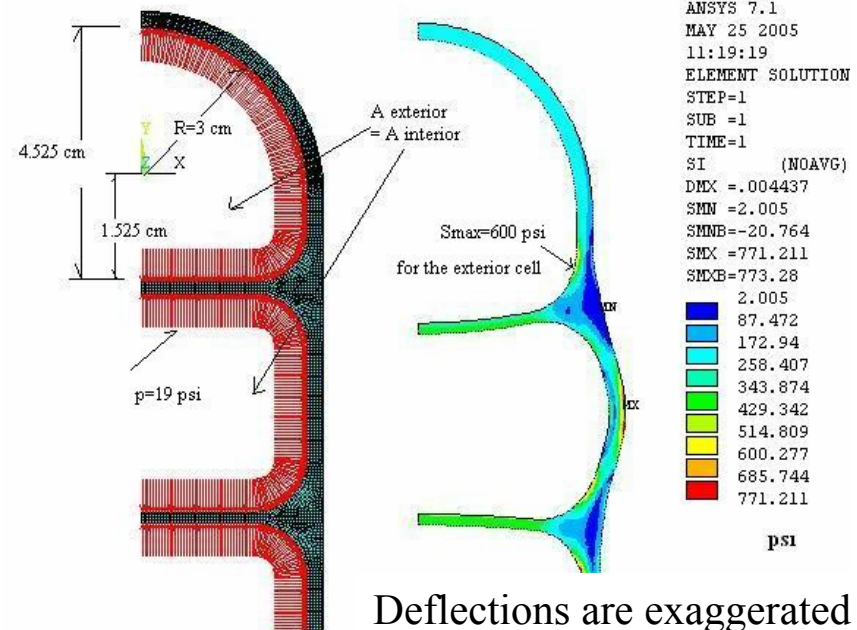 ANSYS 7.1
MAY 25 2005
11:19:19
ELEMENT SOLUTION
STEP=1
SUB =1
TIME=1
SI (NOAVG)
DMX =.004437
SMN =2.005
SMNB=-20.764
SMX =771.211
SMXB=773.28
2.005
87.472
172.94
258.407
343.874
429.342
514.809
600.277
685.744
771.211
psi
4.525 cm
R=3 cm
A exterior
= A interior
Y
Z X
1.525 cm
Smax=600 psi
for the exterior cell
MN
p=19 psi
MX
Deflections are exaggerated